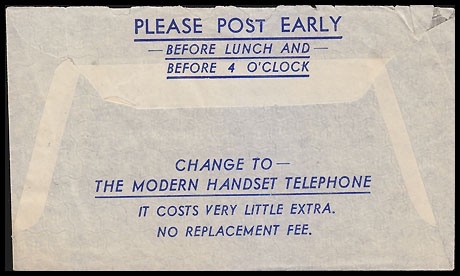 PLEASE POST EARLY
— BEFORE LUNCH AND —
BEFORE 4 O'CLOCK
CHANGE TO —
THE MODERN HANDSET TELEPHONE
IT COSTS VERY LITTLE EXTRA.
NO REPLACEMENT FEE.